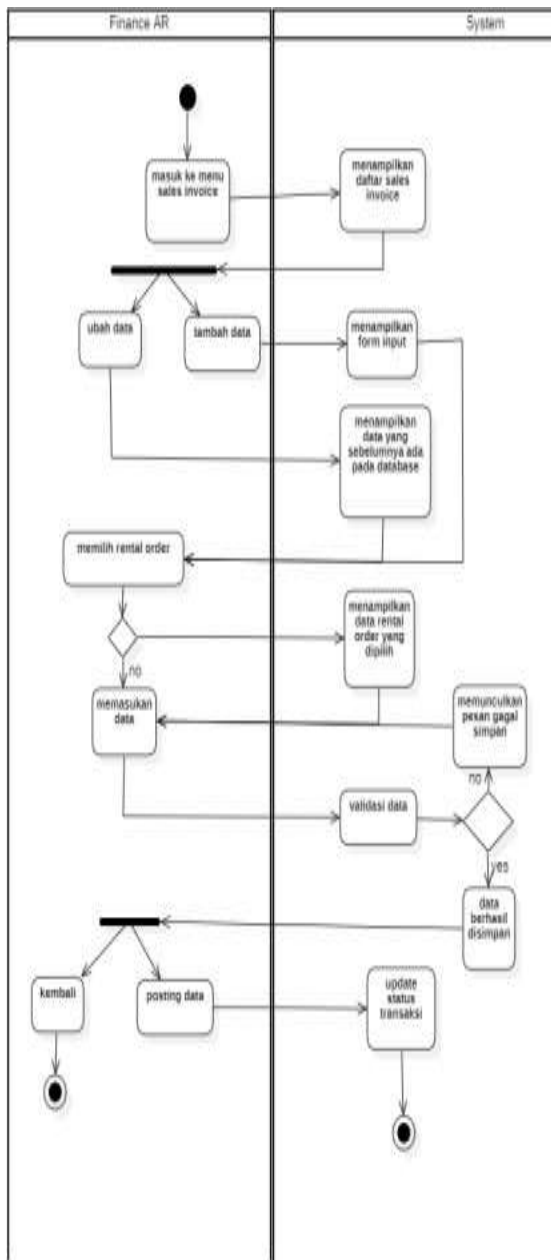 Finance AR
System
masuk ke menu
sales invoice
menampilkan
daftar sales
invoice
ubah data
tambah data
menampilkan
form input
menampilkan
data yang
sebelumnya ada
pada database
memilih rental order
menampilkan
data rental
order yang
dipilih
no
memasukan
data
memunculkan
pesan gagal
simpan
no
validasi data
yes
data
berhasil
disimpan
kembali
posting data
update
status
transaksi